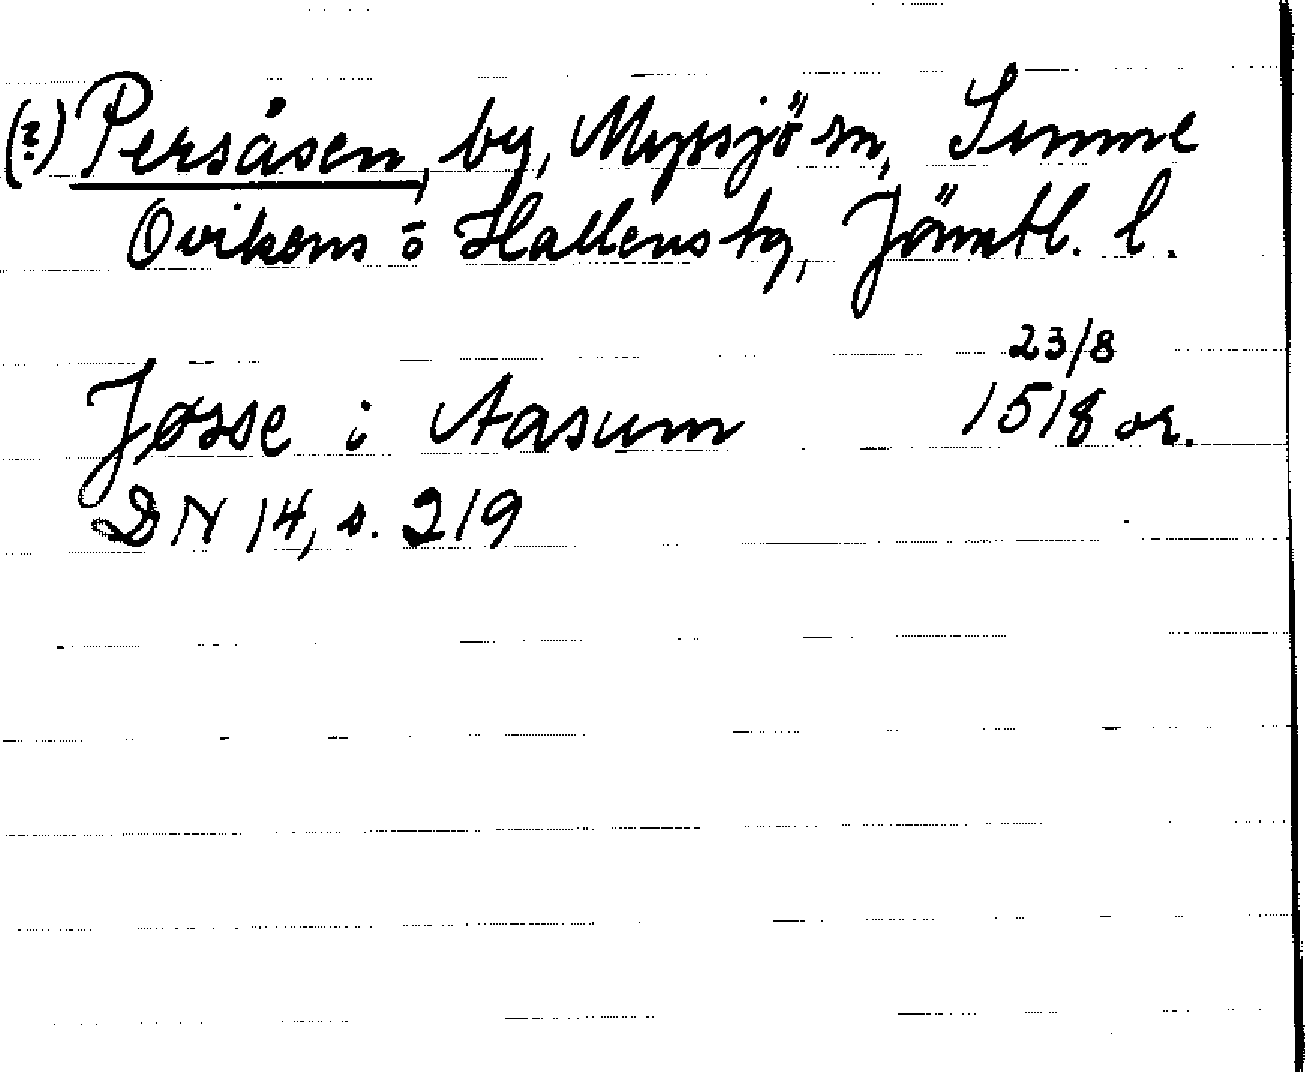 (?) Persåsen, by, Myssjö sn, Sunne
Ovikens o Hallens tg, Jämtl. l.
23/8
Jøsse i Aasum 1518 or.
DN 14, s. 219